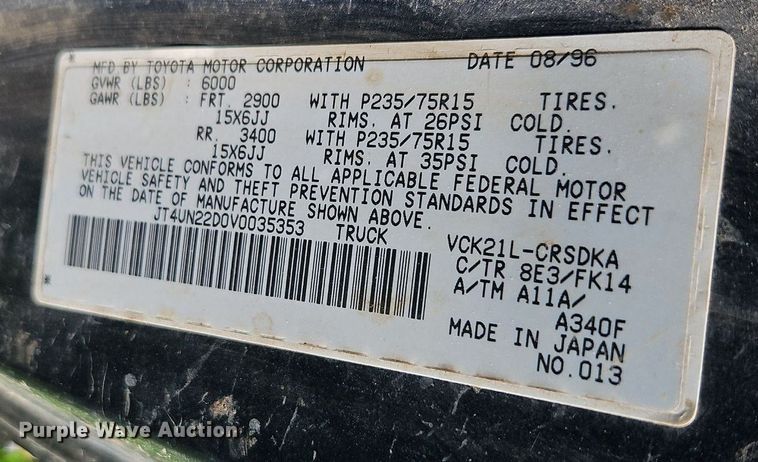 MFD BY TOYOTA MOTOR CORPORATION DATE 08/96
GVWR (LBS) : 6000
GAWR (LBS) : FRT. 2900 WITH P235/75R15 TIRES.
15X6JJ RIMS. AT 26PSI COLD.
RR. 3400 WITH P235/75R15 TIRES.
15X6JJ RIMS. AT 35PSI COLD.
THIS VEHICLE CONFORMS TO ALL APPLICABLE FEDERAL MOTOR
VEHICLE SAFETY AND THEFT PREVENTION STANDARDS IN EFFECT
ON THE DATE OF MANUFACTURE SHOWN ABOVE.
JT4UN22D0V0035353 TRUCK VCK21L-CRSDKA
C/TR 8E3/FK14
A/TM A11A/
A340F
MADE IN JAPAN
NO.013
Purple Wave Auction